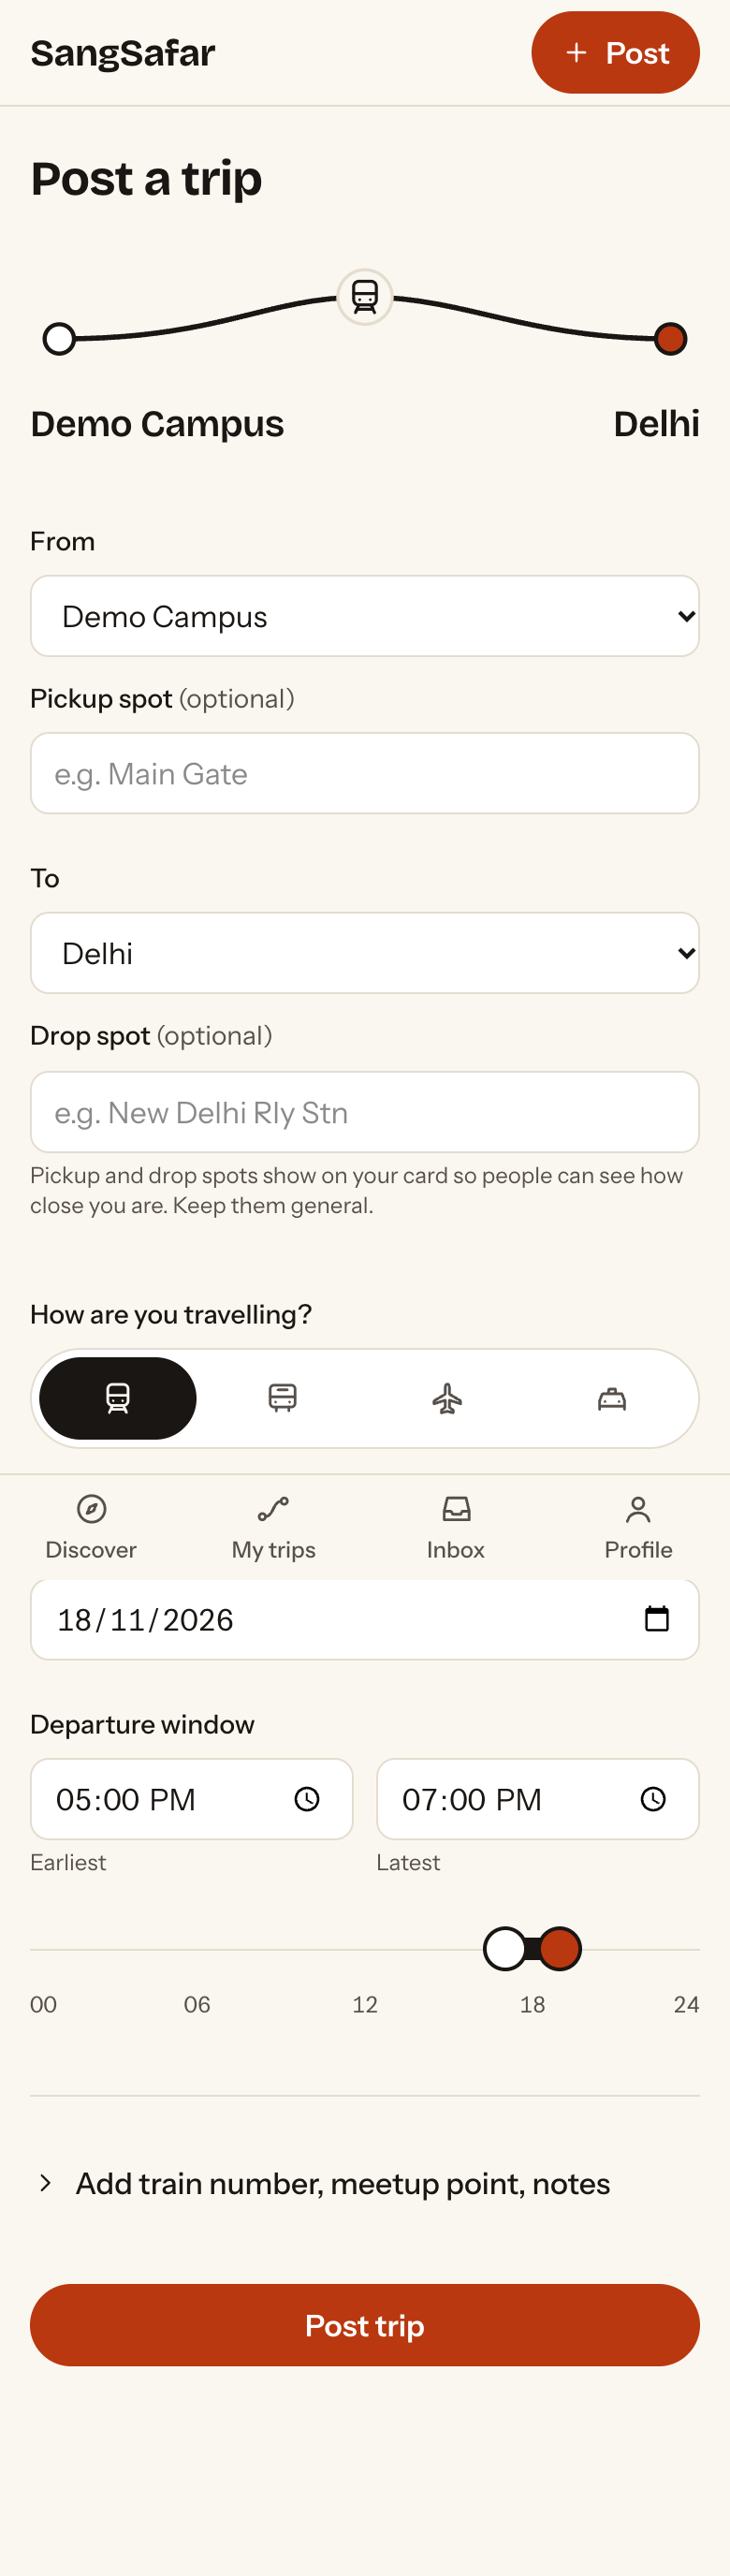 SangSafar
Post
Post a trip
Demo Campus
Delhi
From
Demo Campus
Pickup spot (optional)
e.g. Main Gate
To
Delhi
Drop spot (optional)
e.g. New Delhi Rly Stn
Pickup and drop spots show on your card so people can see how
close you are. Keep them general.
How are you travelling?
Discover
My trips
Inbox
Profile
18/11/2026
Departure window
05:00 PM
07:00 PM
Earliest
Latest
00 06 12 18 24
Add train number, meetup point, notes
Post trip